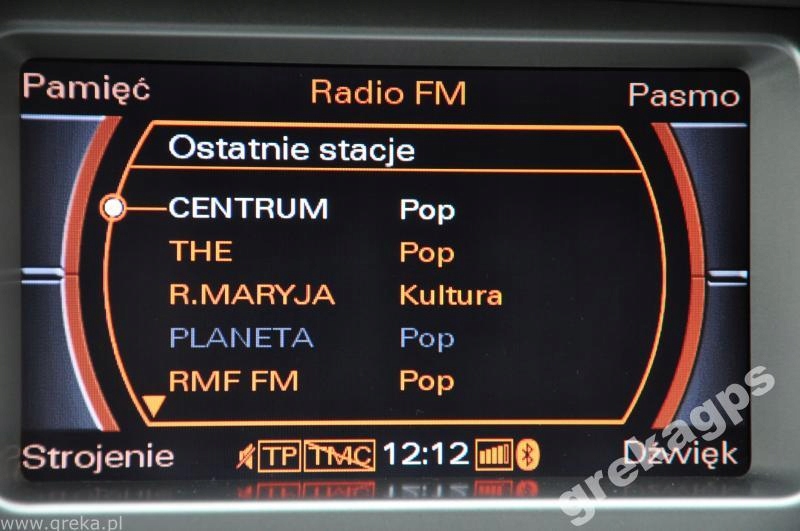 Pamięć Radio FM Pasmo
Ostatnie stacje
CENTRUM Pop
THE Pop
R.MARYJA Kultura
PLANETA Pop
RMF FM Pop
Strojenie TP TMC 12:12 Dźwięk
grekagps
www.qreka.pl